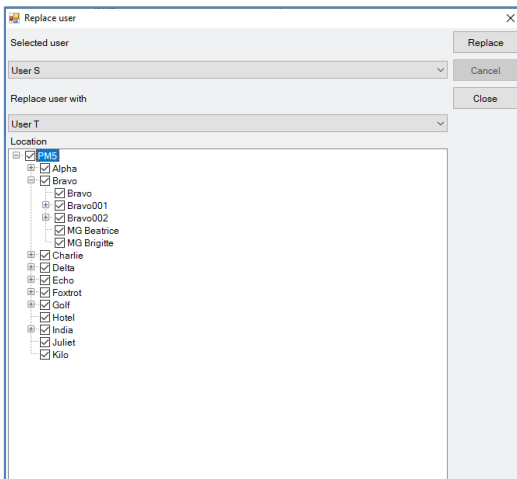 Replace user
Selected user
Replace
User S
Cancel
Replace user with
Close
User T
Location
PM5
Alpha
Bravo
Bravo
Bravo001
Bravo002
MG Beatrice
MG Brigitte
Charlie
Delta
Echo
Foxtrot
Golf
Hotel
India
Juliet
Kilo